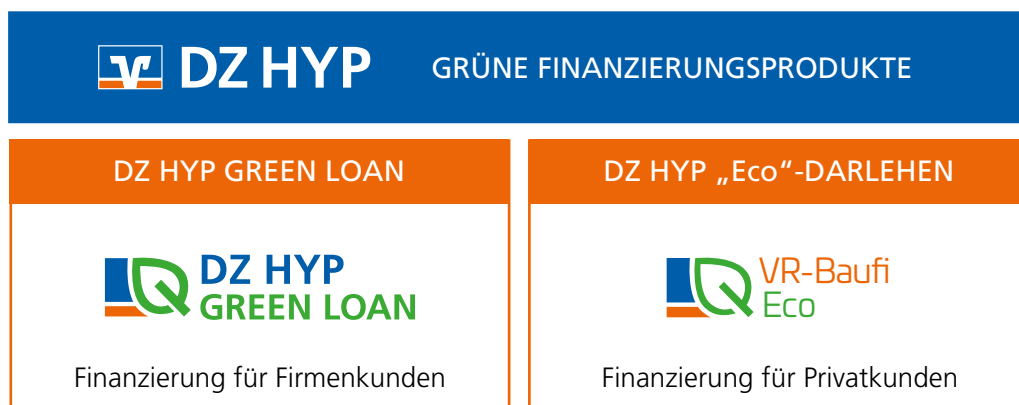 DZ HYP GRÜNE FINANZIERUNGSPRODUKTE
DZ HYP GREEN LOAN
DZ HYP
GREEN LOAN
Finanzierung für Firmenkunden
DZ HYP „Eco“-DARLEHEN
VR-Baufi
Eco
Finanzierung für Privatkunden